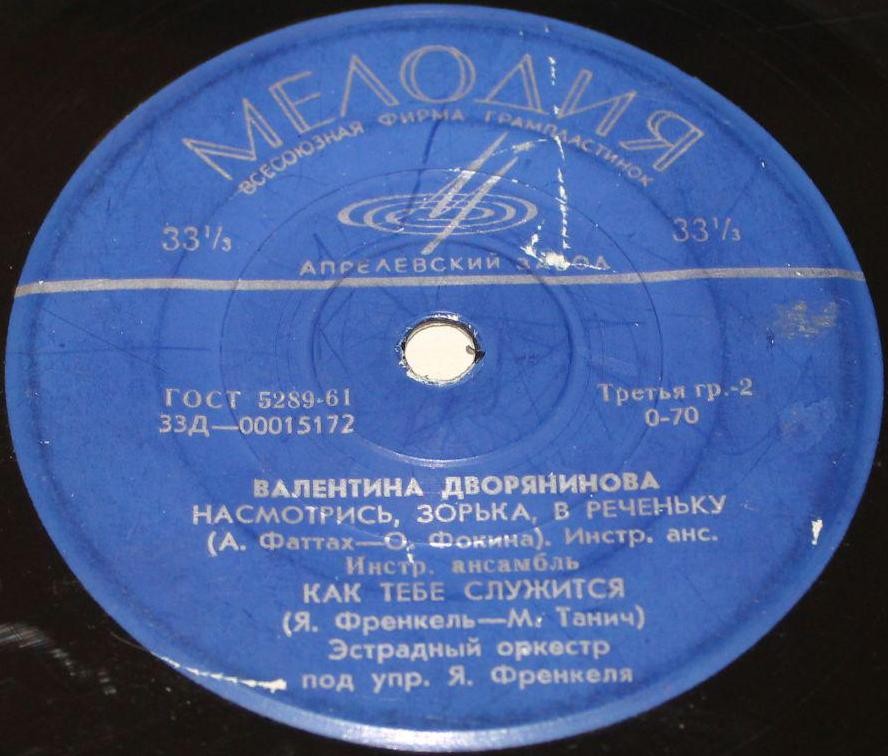 МЕЛОДИЯ
ВСЕСОЮЗНАЯ ФИРМА ГРАМПЛАСТИНОК
33⅓ 33⅓
АПРЕЛЕВСКИЙ ЗАВОД
ГОСТ 5289-61 Третья гр.-2
33Д—00015172 0-70
ВАЛЕНТИНА ДВОРЯНИНОВА
НАСМОТРИСЬ, ЗОРЬКА, В РЕЧЕНЬКУ
(А. Фаттах—О. Фокина). Инстр. анс.
Инстр. ансамбль
КАК ТЕБЕ СЛУЖИТСЯ
(Я. Френкель—М. Танич)
Эстрадный оркестр
под упр. Я. Френкеля